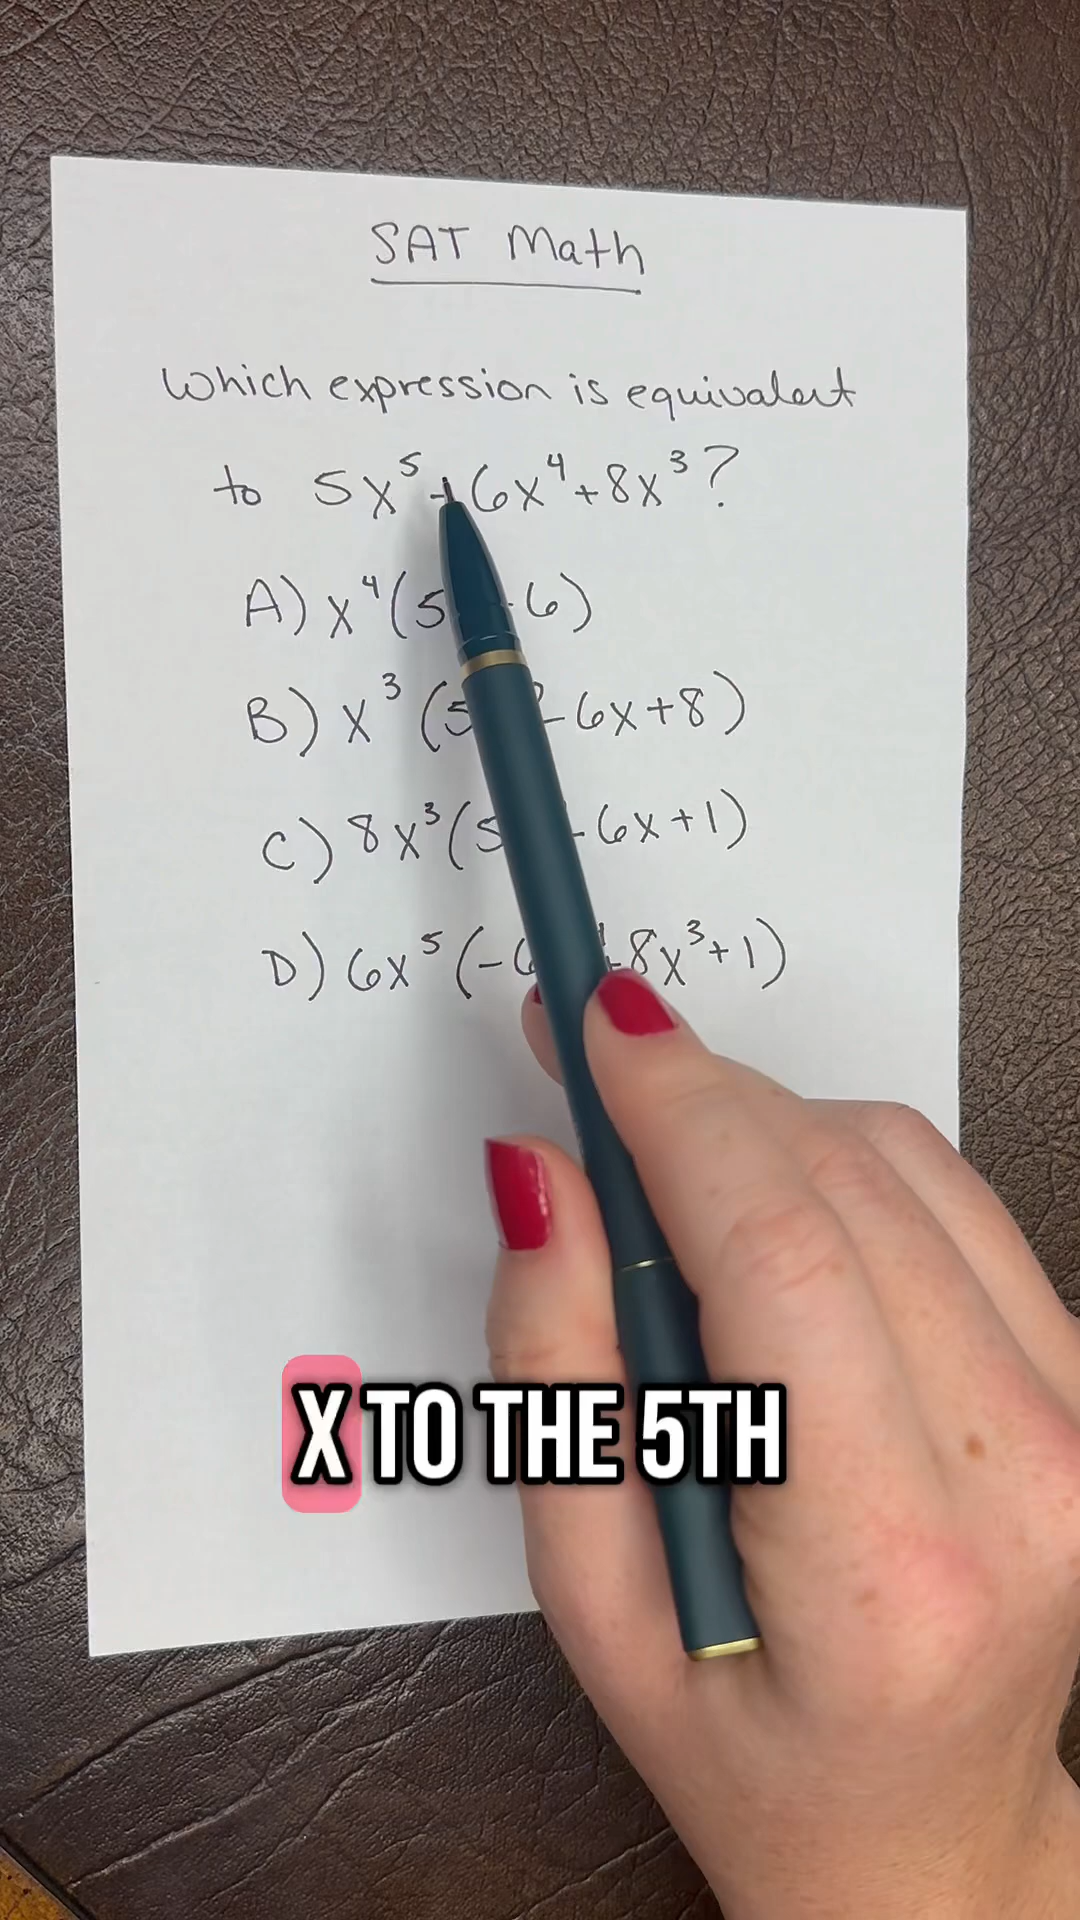 SAT Math
Which expression is equivalent
to 5x⁵ - 6x⁴ + 8x³?
A) x⁴(5 - 6)
B) x³(5 - 6x + 8)
C) 8x³(5 - 6x + 1)
D) 6x⁵(-6 8x³ + 1)
X TO THE 5TH